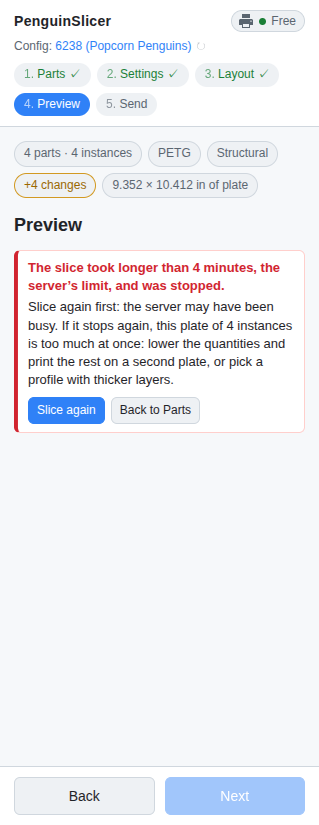 PenguinSlicer
Free
Config: 6238 (Popcorn Penguins)
1. Parts ✓
2. Settings ✓
3. Layout ✓
4. Preview
5. Send
4 parts · 4 instances
PETG
Structural
+4 changes
9.352 × 10.412 in of plate
Preview
The slice took longer than 4 minutes, the
server’s limit, and was stopped.
Slice again first: the server may have been
busy. If it stops again, this plate of 4 instances
is too much at once: lower the quantities and
print the rest on a second plate, or pick a
profile with thicker layers.
Slice again
Back to Parts
Back
Next